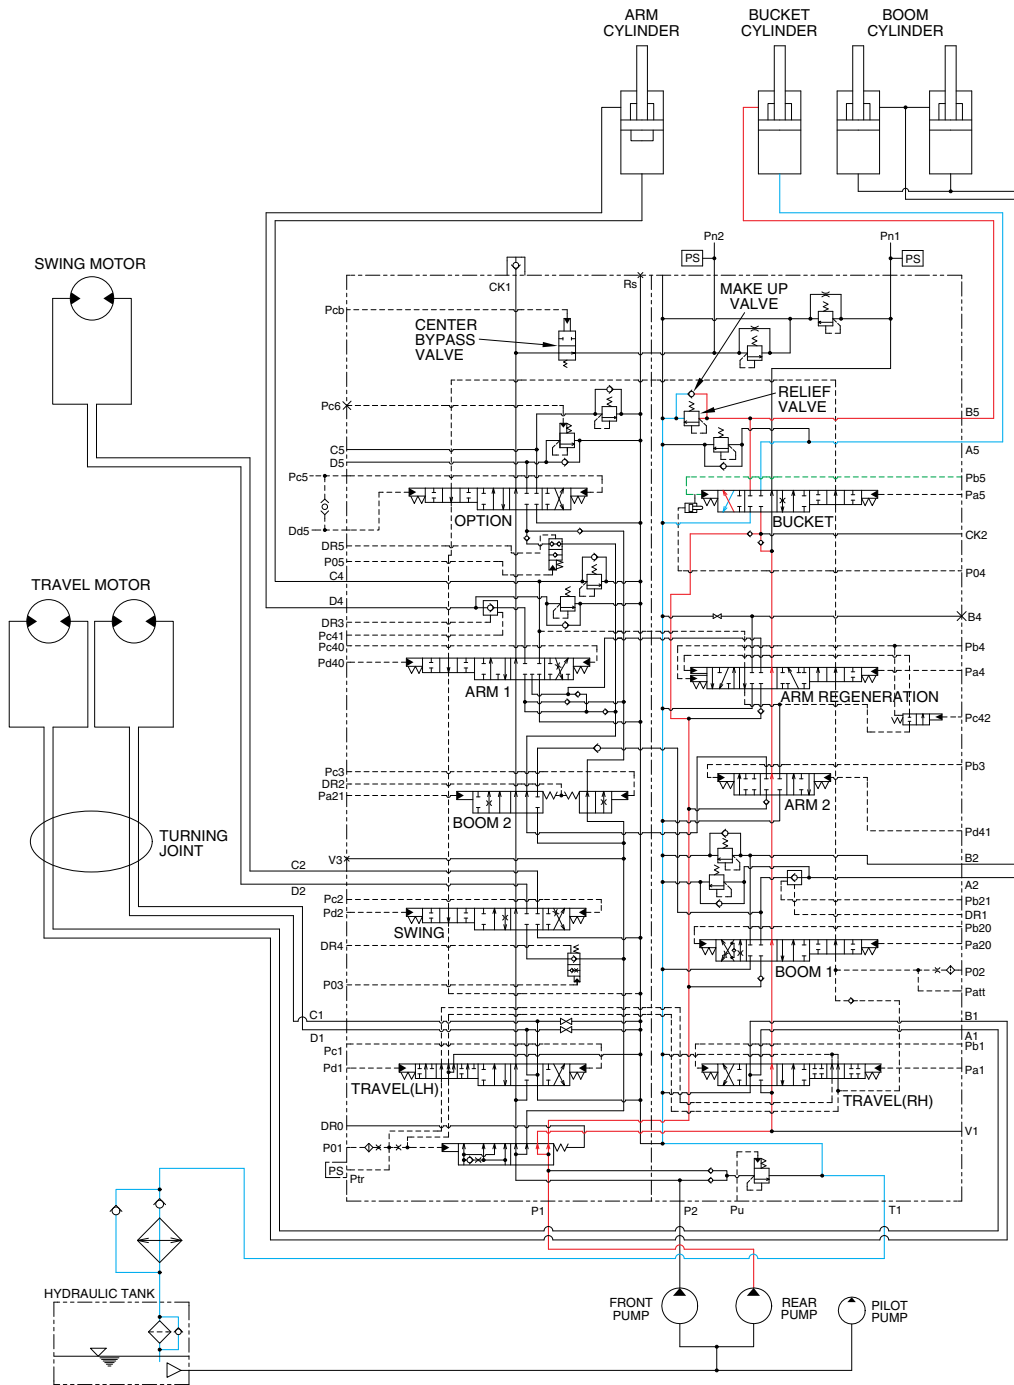 ARM
CYLINDER
BUCKET
CYLINDER
BOOM
CYLINDER
SWING MOTOR
Pn2
Pn1
PS
PS
CK1
Rs
MAKE UP
VALVE
Pcb
CENTER
BYPASS
VALVE
RELIEF
VALVE
Pc6
B5
C5
D5
A5
Pc5
Pb5
Pa5
OPTION
BUCKET
Dd5
DR5
CK2
P05
C4
P04
TRAVEL MOTOR
D4
DR3
B4
Pc41
Pc40
Pb4
Pd40
Pa4
ARM 1
ARM REGENERATION
Pc42
Pc3
Pb3
DR2
Pa21
ARM 2
BOOM 2
TURNING
JOINT
Pd41
V3
B2
C2
D2
A2
Pc2
Pb21
Pd2
DR1
SWING
Pb20
DR4
Pa20
BOOM 1
P03
P02
Patt
C1
B1
D1
A1
Pc1
Pb1
Pd1
Pa1
TRAVEL(LH)
TRAVEL(RH)
DR0
V1
P01
PS
Ptr
P1
P2
Pu
T1
HYDRAULIC TANK
FRONT
PUMP
REAR
PUMP
PILOT
PUMP